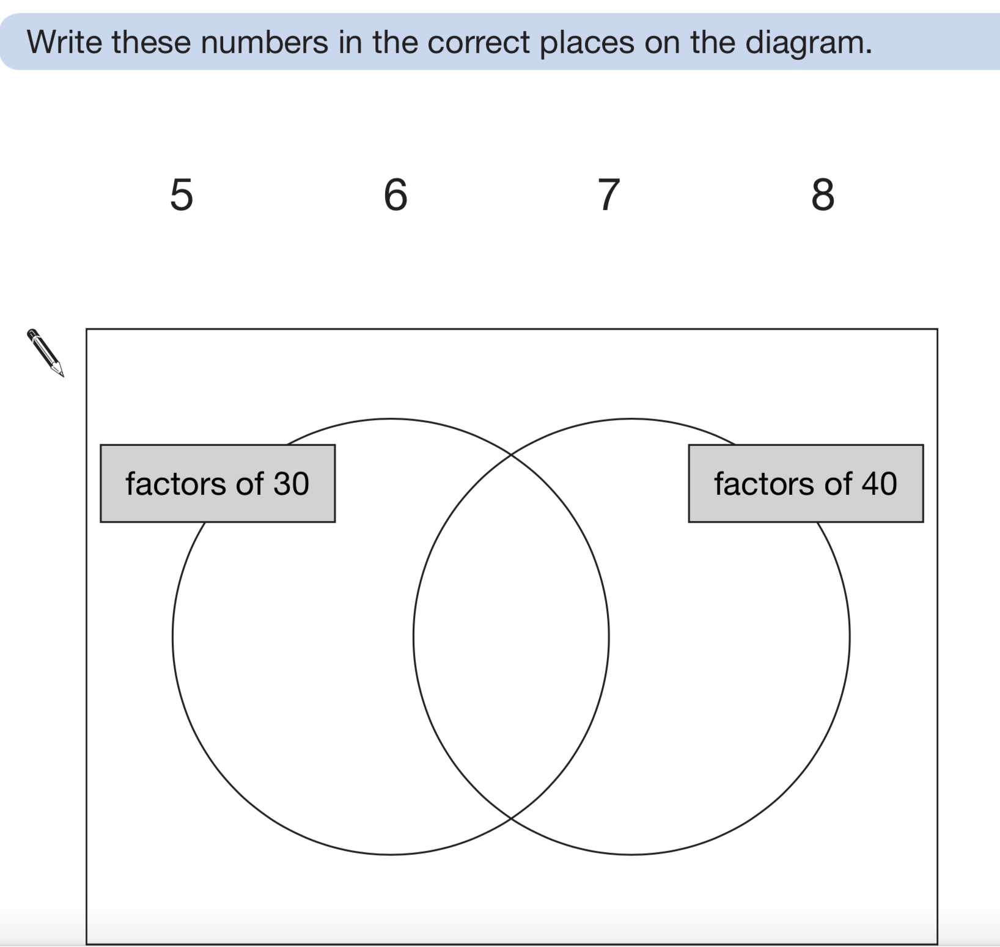 Write these numbers in the correct places on the diagram.
5 6 7 8
factors of 30 factors of 40